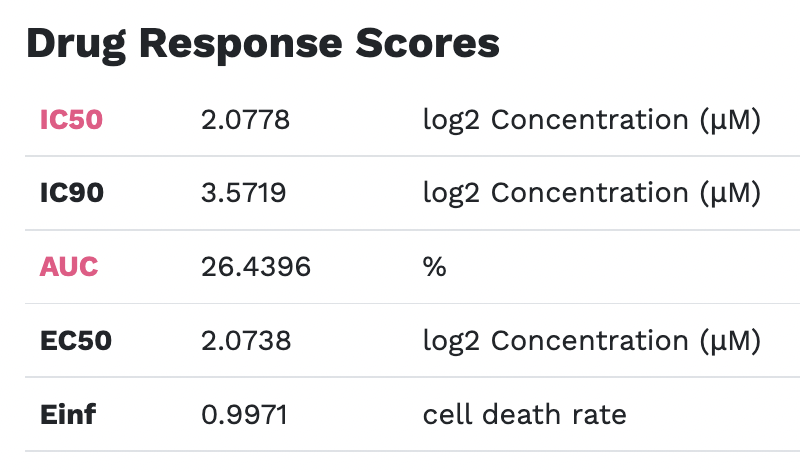 Drug Response Scores
IC50 2.0778 log2 Concentration (µM)
IC90 3.5719 log2 Concentration (µM)
AUC 26.4396 %
EC50 2.0738 log2 Concentration (µM)
Einf 0.9971 cell death rate